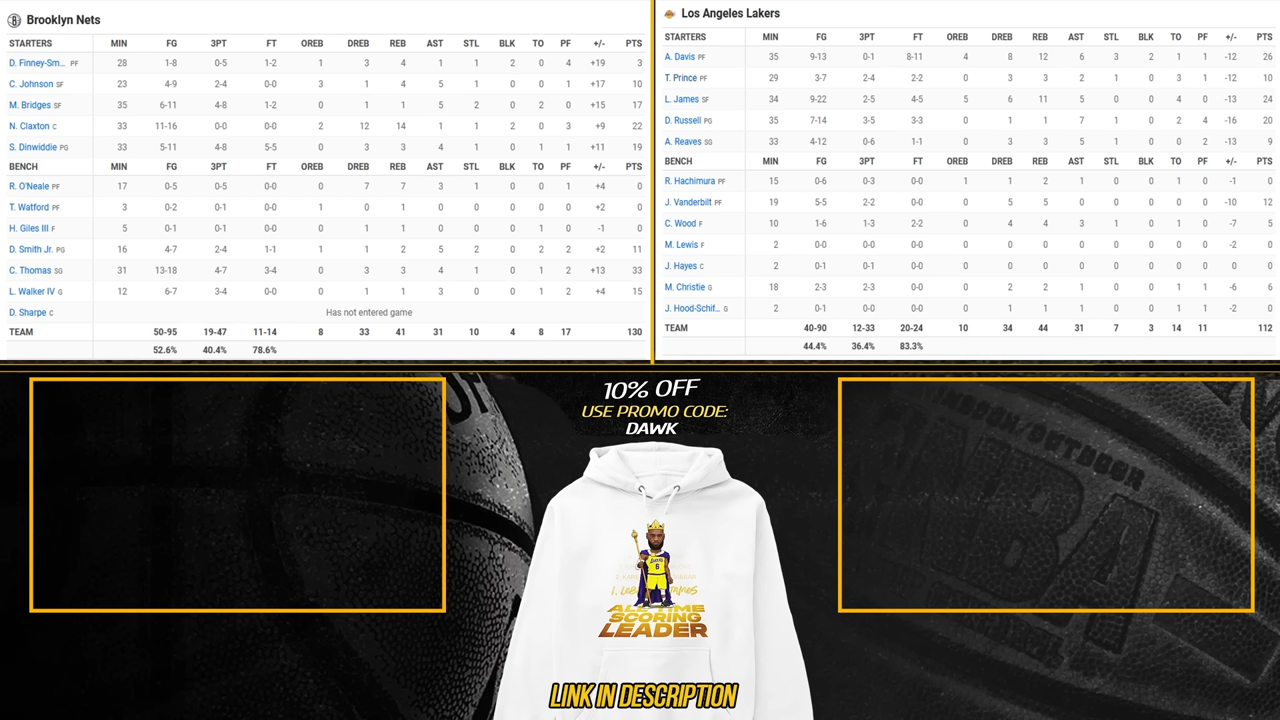 Brooklyn Nets
STARTERS MIN FG 3PT FT OREB DREB REB AST STL BLK TO PF +/- PTS
D. Finney-Sm... PF 28 1-8 0-5 1-2 1 3 4 1 1 2 0 4 +19 3
C. Johnson SF 23 4-9 2-4 0-0 3 1 4 5 1 0 0 1 +17 10
M. Bridges SF 35 6-11 4-8 1-2 0 1 1 5 2 0 2 0 +15 17
N. Claxton C 33 11-16 0-0 0-0 2 12 14 1 1 2 0 3 +9 22
S. Dinwiddie PG 33 5-11 4-8 5-5 0 3 3 4 1 0 1 1 +11 19
BENCH MIN FG 3PT FT OREB DREB REB AST STL BLK TO PF +/- PTS
R. O'Neale PF 17 0-5 0-5 0-0 0 7 7 3 1 0 0 1 +4 0
T. Watford PF 3 0-2 0-1 0-0 1 0 1 0 0 0 0 0 +2 0
H. Giles III F 5 0-1 0-1 0-0 0 1 1 0 0 0 1 0 -1 0
D. Smith Jr. PG 16 4-7 2-4 1-1 0 1 2 5 2 0 2 2 +2 11
C. Thomas SG 31 13-18 4-7 3-4 0 3 3 4 1 0 1 2 +13 33
L. Walker IV G 12 6-7 3-4 0-0 0 1 1 3 0 0 1 2 +4 15
D. Sharpe C Has not entered game
TEAM 50-95 19-47 11-14 8 33 41 31 10 4 8 17 130
52.6% 40.4% 78.6%
Los Angeles Lakers
STARTERS MIN FG 3PT FT OREB DREB REB AST STL BLK TO PF +/- PTS
A. Davis PF 35 9-13 0-1 8-11 4 8 12 6 3 2 1 1 -12 26
T. Prince PF 29 3-7 2-4 2-2 0 3 3 2 1 0 3 1 -12 10
L. James SF 34 9-22 2-5 4-5 5 6 11 5 0 0 4 0 -13 24
D. Russell PG 35 7-14 3-5 3-3 0 1 1 7 1 0 2 4 -16 20
A. Reaves SG 33 4-12 0-6 1-1 0 3 3 5 1 0 0 2 -13 9
BENCH MIN FG 3PT FT OREB DREB REB AST STL BLK TO PF +/- PTS
R. Hachimura PF 15 0-6 0-3 0-0 1 1 2 1 0 0 1 0 -1 0
J. Vanderbilt PF 19 5-5 2-2 0-0 0 5 5 0 0 1 0 1 -10 12
C. Wood F 10 1-6 1-3 2-2 0 4 4 3 1 0 1 0 -7 5
M. Lewis F 2 0-0 0-0 0-0 0 0 0 0 0 0 0 0 -2 0
J. Hayes C 2 0-1 0-1 0-0 0 0 0 0 0 0 0 0 0 0
M. Christie G 18 2-3 2-3 0-0 0 2 2 1 0 0 1 1 -6 6
J. Hood-Schif... G 2 0-1 0-0 0-0 0 1 1 1 0 0 1 0 -2 0
TEAM 40-90 12-33 20-24 10 34 44 31 7 3 14 11 112
44.4% 36.4% 83.3%
10% OFF
USE PROMO CODE:
DAWK
ALL TIME
SCORING
LEADER
LINK IN DESCRIPTION